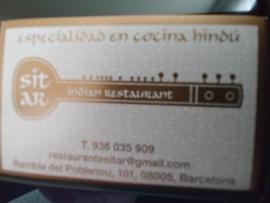 especialidad en cocina hindú
sit
ar
indian restaurant
T. 936 035 909
restaurantesitar@gmail.com
Rambla del Poblenou, 101, 08005, Barcelona